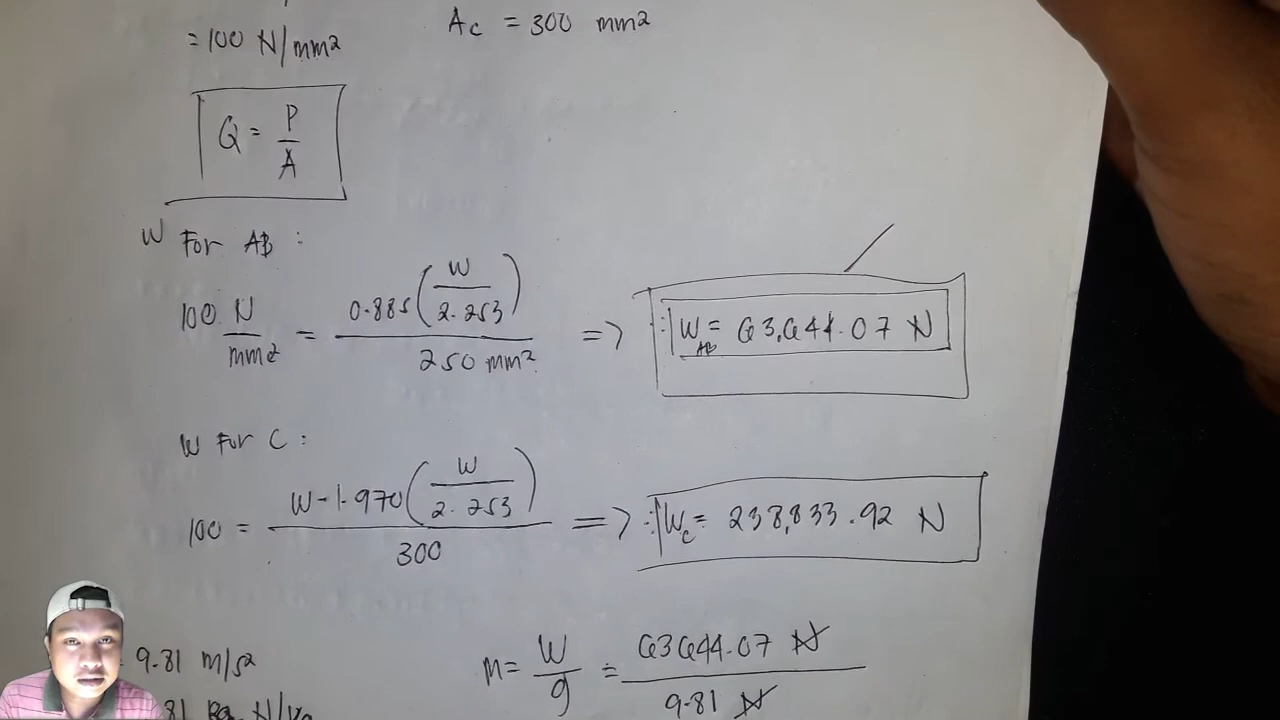 = 100 N/mm²
Ac = 300 mm²
Q = P/A
W For AB :
100 N/mm² = 0.885(W/2.253)/250 mm² => ∴ W_AB = 63,644.07 N
W For C :
100 = W-1.970(W/2.253)/300 => ∴ Wc = 238,833.92 N
9.81 m/s²
M = W/g = 63644.07 N/9.81 N